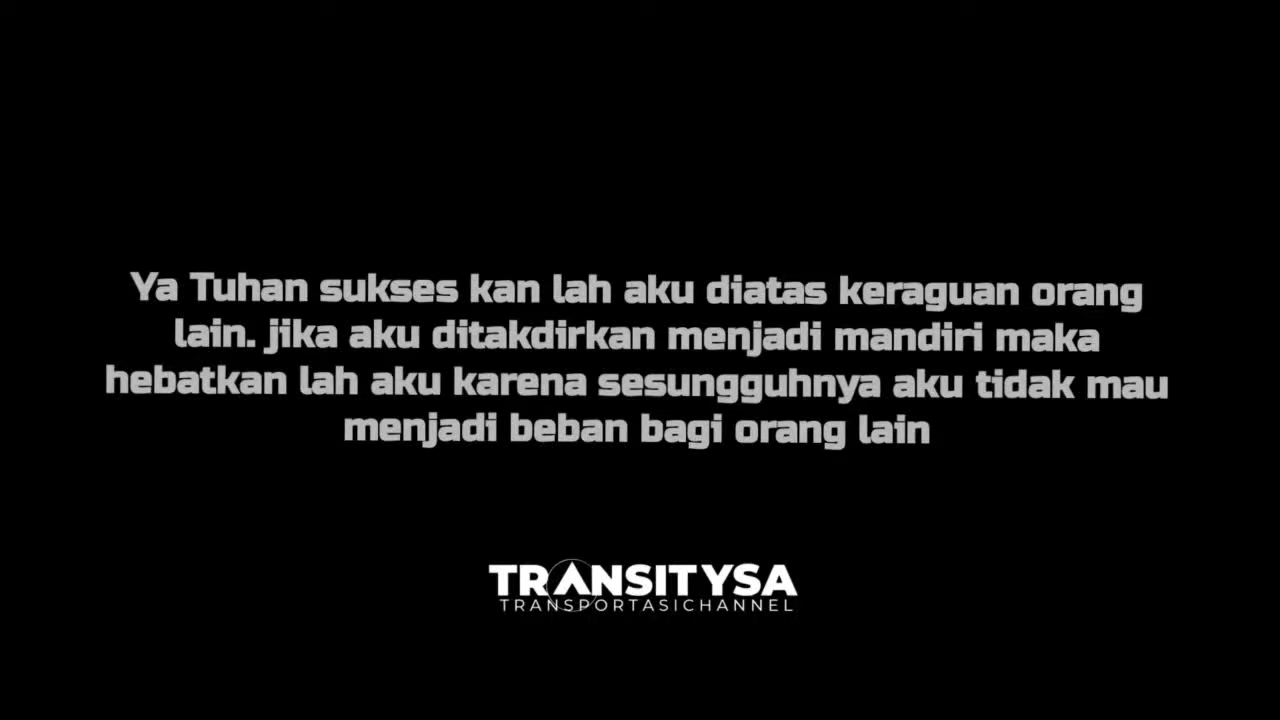 Ya Tuhan sukses kan lah aku diatas keraguan orang
lain. jika aku ditakdirkan menjadi mandiri maka
hebatkan lah aku karena sesungguhnya aku tidak mau
menjadi beban bagi orang lain
TRANSITYSA
TRANSPORTASICHANNEL